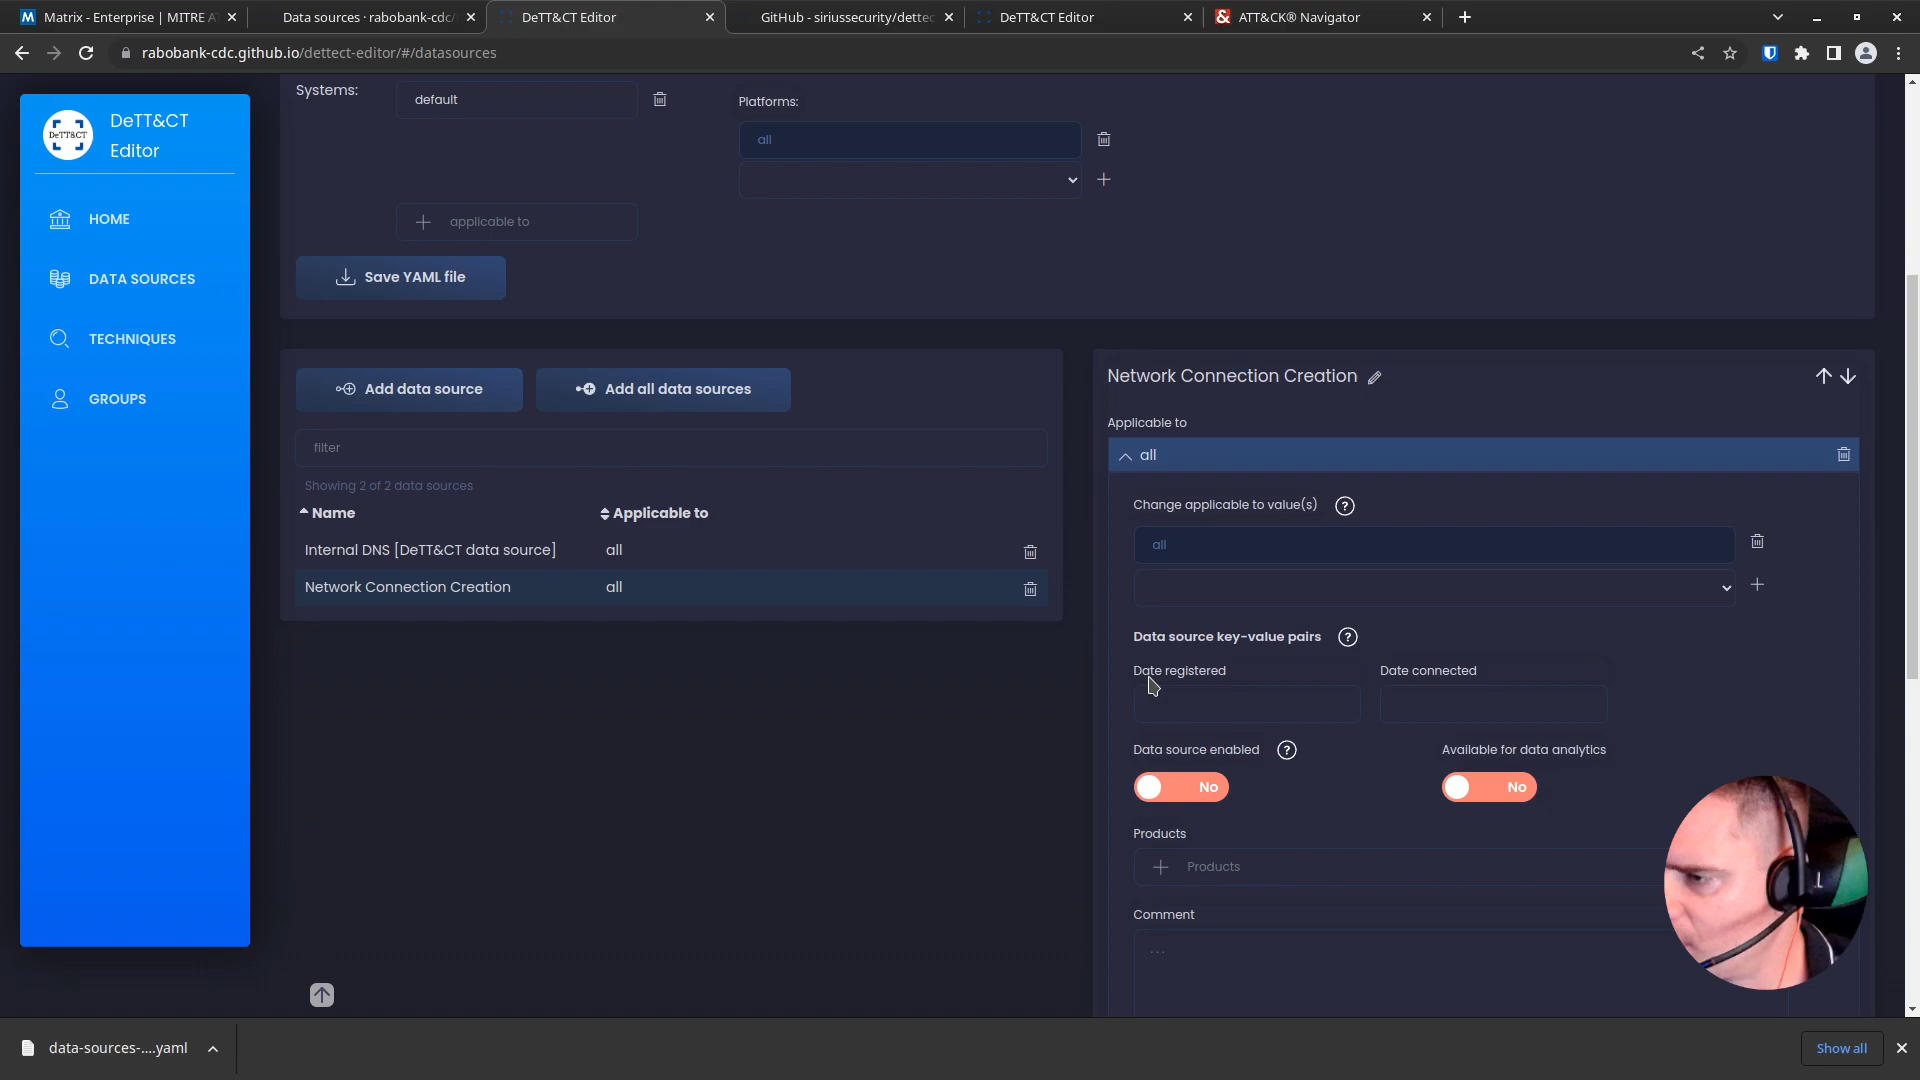 Matrix - Enterprise | MITRE AT
Data sources · rabobank-cdc/
DeTT&CT Editor
GitHub - siriussecurity/dettec
DeTT&CT Editor
ATT&CK® Navigator
rabobank-cdc.github.io/dettect-editor/#/datasources
DeTT&CT
DeTT&CT
Editor
HOME
DATA SOURCES
TECHNIQUES
GROUPS
Systems:
default
Platforms:
all
applicable to
Save YAML file
Add data source
Add all data sources
filter
Showing 2 of 2 data sources
Name
Applicable to
Internal DNS [DeTT&CT data source]
all
Network Connection Creation
all
Network Connection Creation
Applicable to
all
Change applicable to value(s)
?
all
Data source key-value pairs
?
Date registered
Date connected
Data source enabled
?
Available for data analytics
No
No
Products
Products
Comment
...
data-sources-....yaml
Show all